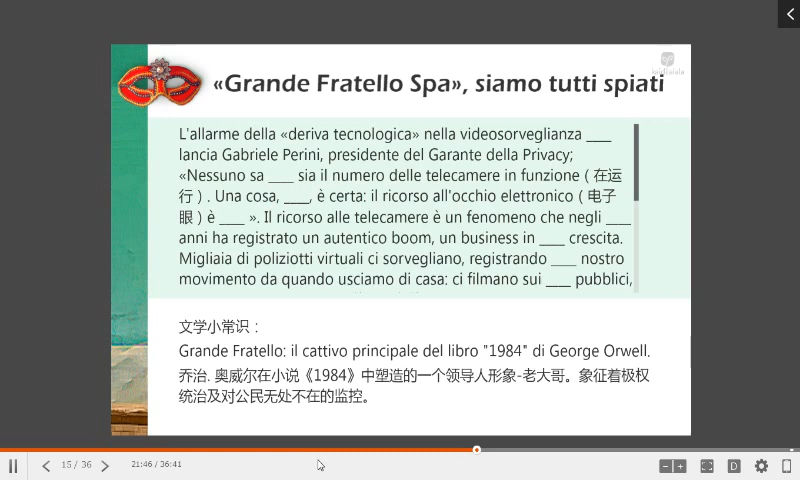 «Grande Fratello Spa», siamo tutti spiati
L'allarme della «deriva tecnologica» nella videosorveglianza ___
lancia Gabriele Perini, presidente del Garante della Privacy;
«Nessuno sa ___ sia il numero delle telecamere in funzione ( 在运
行 ) . Una cosa, ___, è certa: il ricorso all'occhio elettronico ( 电子
眼 ) è ___ ». Il ricorso alle telecamere è un fenomeno che negli ___
anni ha registrato un autentico boom, un business in ___ crescita.
Migliaia di poliziotti virtuali ci sorvegliano, registrando ___ nostro
movimento da quando usciamo di casa: ci filmano sui ___ pubblici,
文学小常识：
Grande Fratello: il cattivo principale del libro "1984" di George Orwell.
乔治. 奥威尔在小说《1984》中塑造的一个领导人形象-老大哥。象征着极权
统治及对公民无处不在的监控。
15 / 36
21:46 / 36:41
D